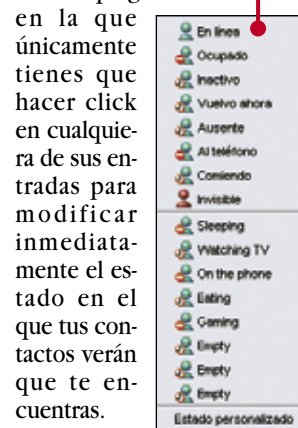 en la que
únicamente
tienes que
hacer click
en cualquie-
ra de sus en-
tradas para
modificar
inmediata-
mente el es-
tado en el
que tus con-
tactos verán
que te en-
cuentras.
En línea
Ocupado
Inactivo
Vuelvo ahora
Ausente
Al teléfono
Comiendo
Invisible
Sleeping
Watching TV
On the phone
Eating
Gaming
Empty
Empty
Empty
Estado personalizado